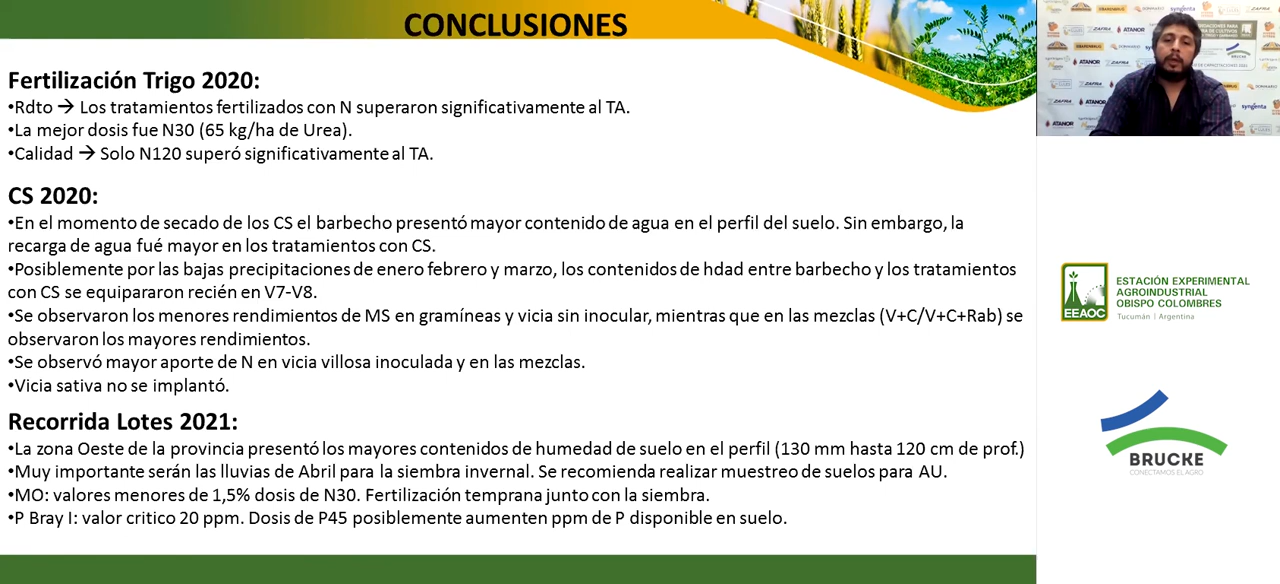 CONCLUSIONES
Fertilización Trigo 2020:
•Rdto → Los tratamientos fertilizados con N superaron significativamente al TA.
•La mejor dosis fue N30 (65 kg/ha de Urea).
•Calidad → Solo N120 superó significativamente al TA.
CS 2020:
•En el momento de secado de los CS el barbecho presentó mayor contenido de agua en el perfil del suelo. Sin embargo, la
recarga de agua fué mayor en los tratamientos con CS.
•Posiblemente por las bajas precipitaciones de enero febrero y marzo, los contenidos de hdad entre barbecho y los tratamientos
con CS se equipararon recién en V7-V8.
•Se observaron los menores rendimientos de MS en gramíneas y vicia sin inocular, mientras que en las mezclas (V+C/V+C+Rab) se
observaron los mayores rendimientos.
•Se observó mayor aporte de N en vicia villosa inoculada y en las mezclas.
•Vicia sativa no se implantó.
Recorrida Lotes 2021:
•La zona Oeste de la provincia presentó los mayores contenidos de humedad de suelo en el perfil (130 mm hasta 120 cm de prof.)
•Muy importante serán las lluvias de Abril para la siembra invernal. Se recomienda realizar muestreo de suelos para AU.
•MO: valores menores de 1,5% dosis de N30. Fertilización temprana junto con la siembra.
•P Bray I: valor critico 20 ppm. Dosis de P45 posiblemente aumenten ppm de P disponible en suelo.
syngenta
ZAFRA
ATANOR
BRUCKE
ATANOR
ZAFRA
ATANOR
syngenta
ATANOR
EEAOC
ESTACIÓN EXPERIMENTAL
AGROINDUSTRIAL
OBISPO COLOMBRES
Tucumán | Argentina
BRUCKE
CONECTAMOS EL AGRO